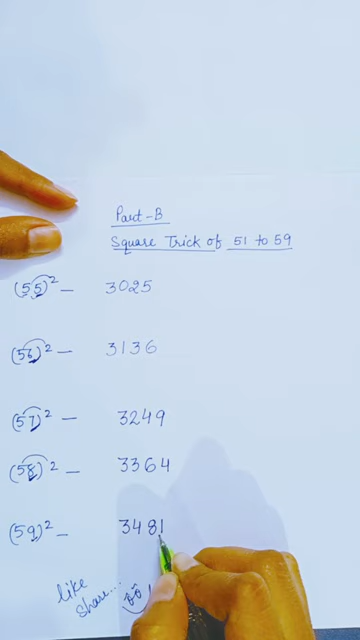 Part-B
Square Trick of 51 to 59
(55)² — 3025
(56)² — 3136
(57)² — 3249
(58)² — 3364
(59)² — 3481
like
share...